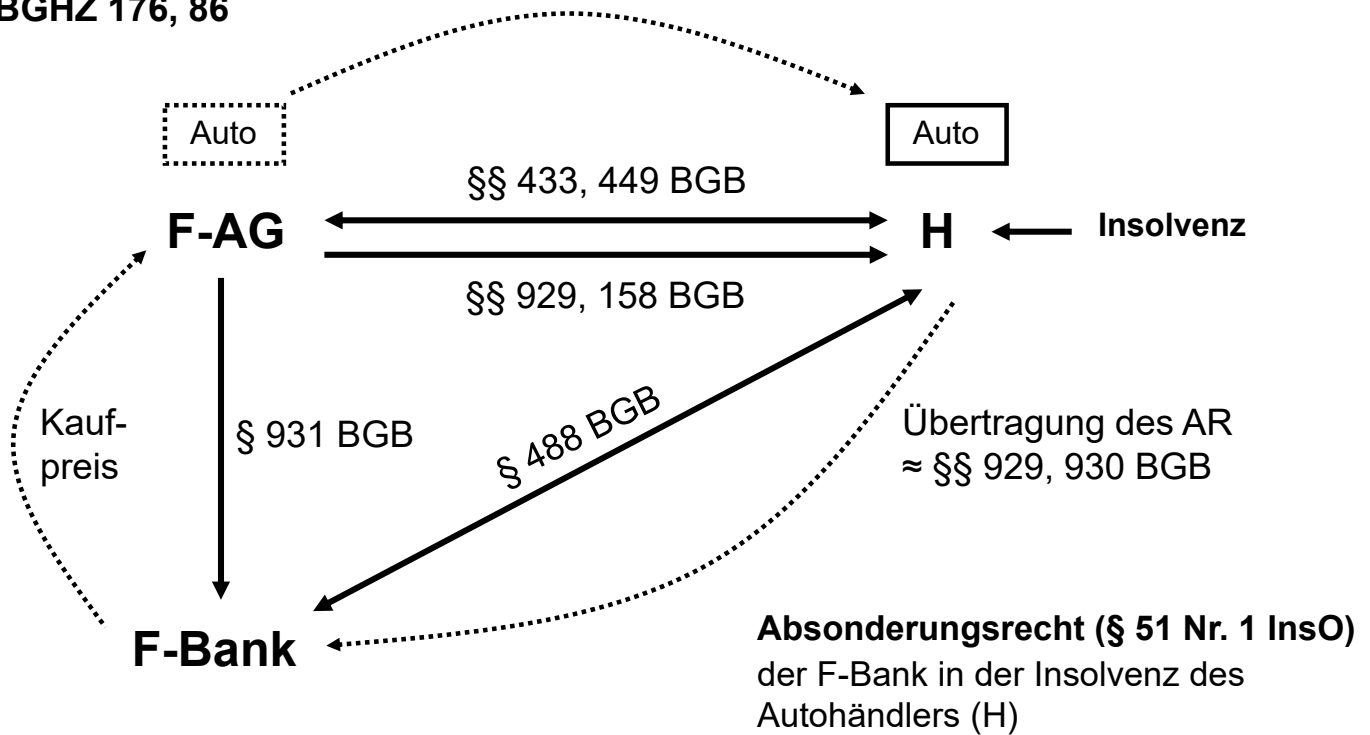 BGHZ 176, 86
Auto
Auto
§§ 433, 449 BGB
F-AG
H
Insolvenz
§§ 929, 158 BGB
Kauf-
preis
§ 931 BGB
§ 488 BGB
Übertragung des AR
≈ §§ 929, 930 BGB
F-Bank
Absonderungsrecht (§ 51 Nr. 1 InsO)
der F-Bank in der Insolvenz des
Autohändlers (H)